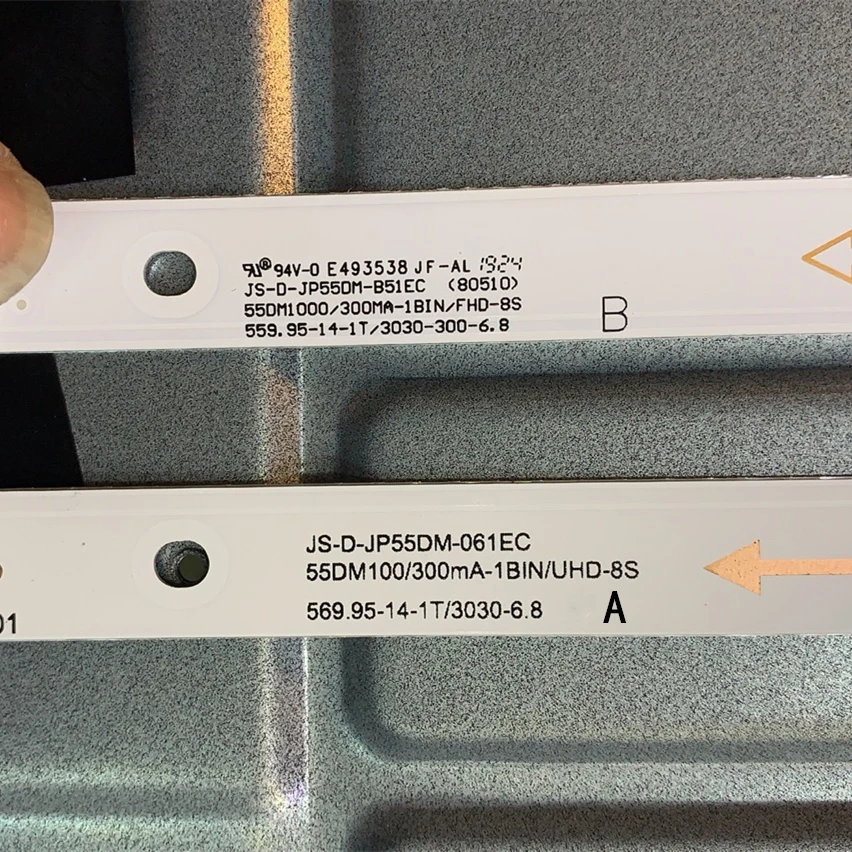 94V-0 E493538 JF-AL 1924
JS-D-JP55DM-B51EC (80510)
55DM1000/300MA-1BIN/FHD-8S
559.95-14-1T/3030-300-6.8
B
JS-D-JP55DM-061EC
55DM100/300mA-1BIN/UHD-8S
569.95-14-1T/3030-6.8
A
01